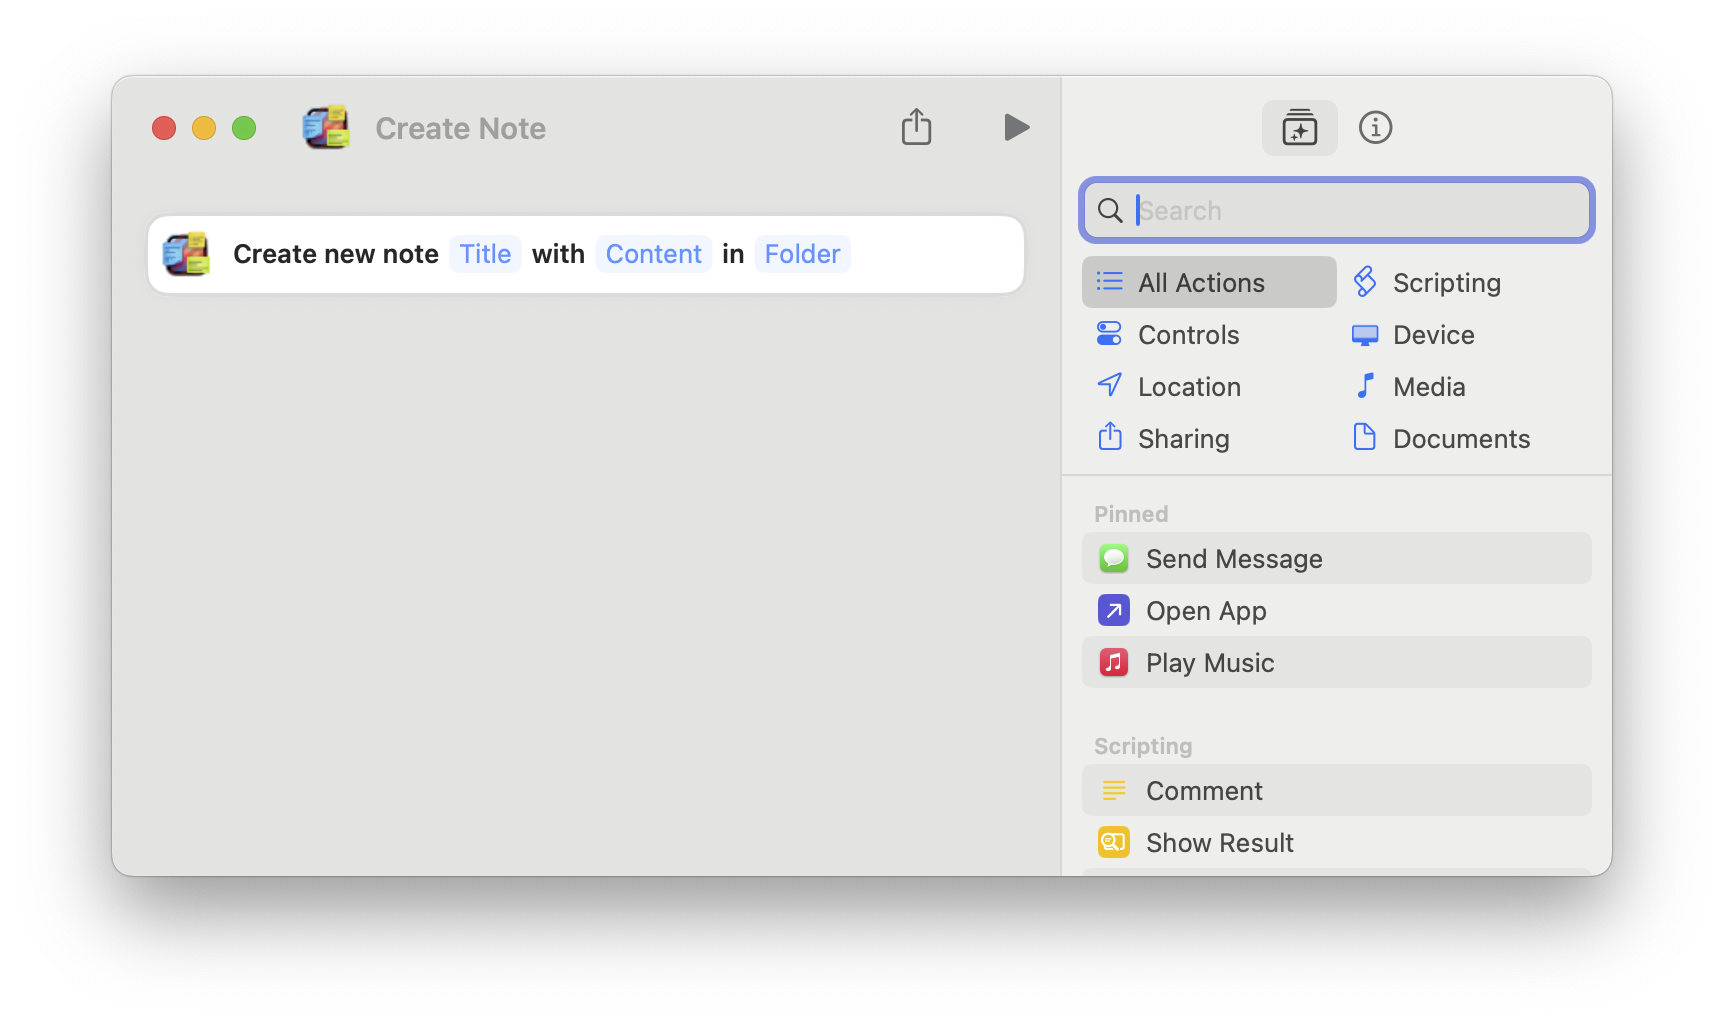 Create Note
Create new note Title with Content in Folder
Search
All Actions
Scripting
Controls
Device
Location
Media
Sharing
Documents
Pinned
Send Message
Open App
Play Music
Scripting
Comment
Show Result